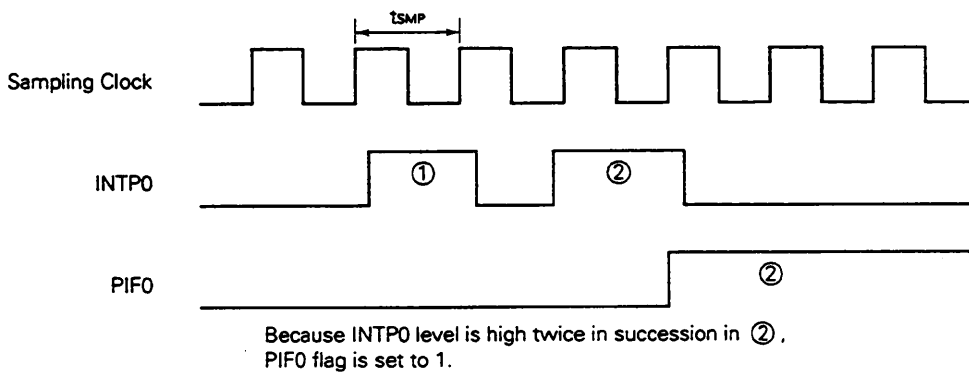 tSMP
Sampling Clock
INTP0
①
②
PIF0
②
Because INTP0 level is high twice in succession in ②,
PIF0 flag is set to 1.